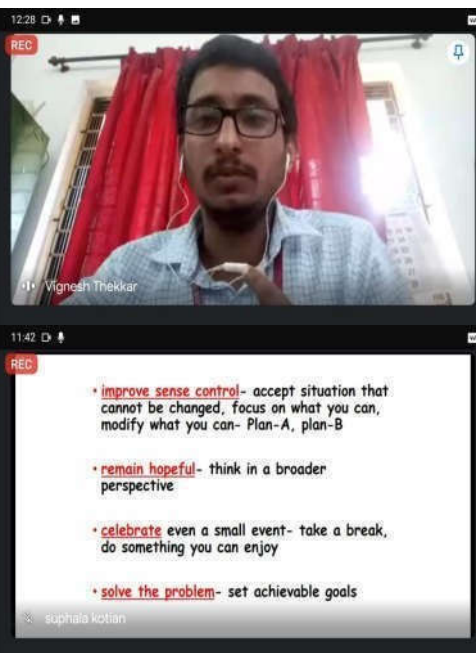 12:28
REC
Vignesh Thekkar
11:42
REC
• improve sense control- accept situation that
cannot be changed, focus on what you can,
modify what you can- Plan-A, plan-B
• remain hopeful- think in a broader
perspective
• celebrate even a small event- take a break,
do something you can enjoy
• solve the problem- set achievable goals
suphala kotian